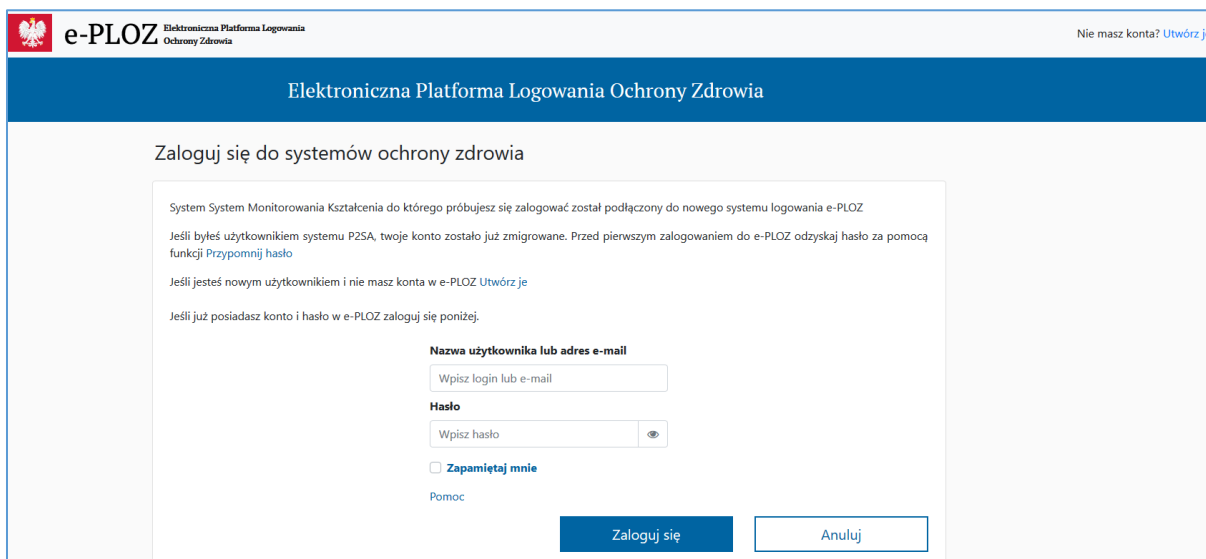 e-PLOZ Elektroniczna Platforma Logowania
Ochrony Zdrowia
Nie masz konta? Utwórz
Elektroniczna Platforma Logowania Ochrony Zdrowia
Zaloguj się do systemów ochrony zdrowia
System System Monitorowania Kształcenia do którego próbujesz się zalogować został podłączony do nowego systemu logowania e-PLOZ
Jeśli byłeś użytkownikiem systemu P2SA, twoje konto zostało już zmigrowane. Przed pierwszym zalogowaniem do e-PLOZ odzyskaj hasło za pomocą
funkcji Przypomnij hasło
Jeśli jesteś nowym użytkownikiem i nie masz konta w e-PLOZ Utwórz je
Jeśli już posiadasz konto i hasło w e-PLOZ zaloguj się poniżej.
Nazwa użytkownika lub adres e-mail
Wpisz login lub e-mail
Hasło
Wpisz hasło
Zapamiętaj mnie
Pomoc
Zaloguj się
Anuluj